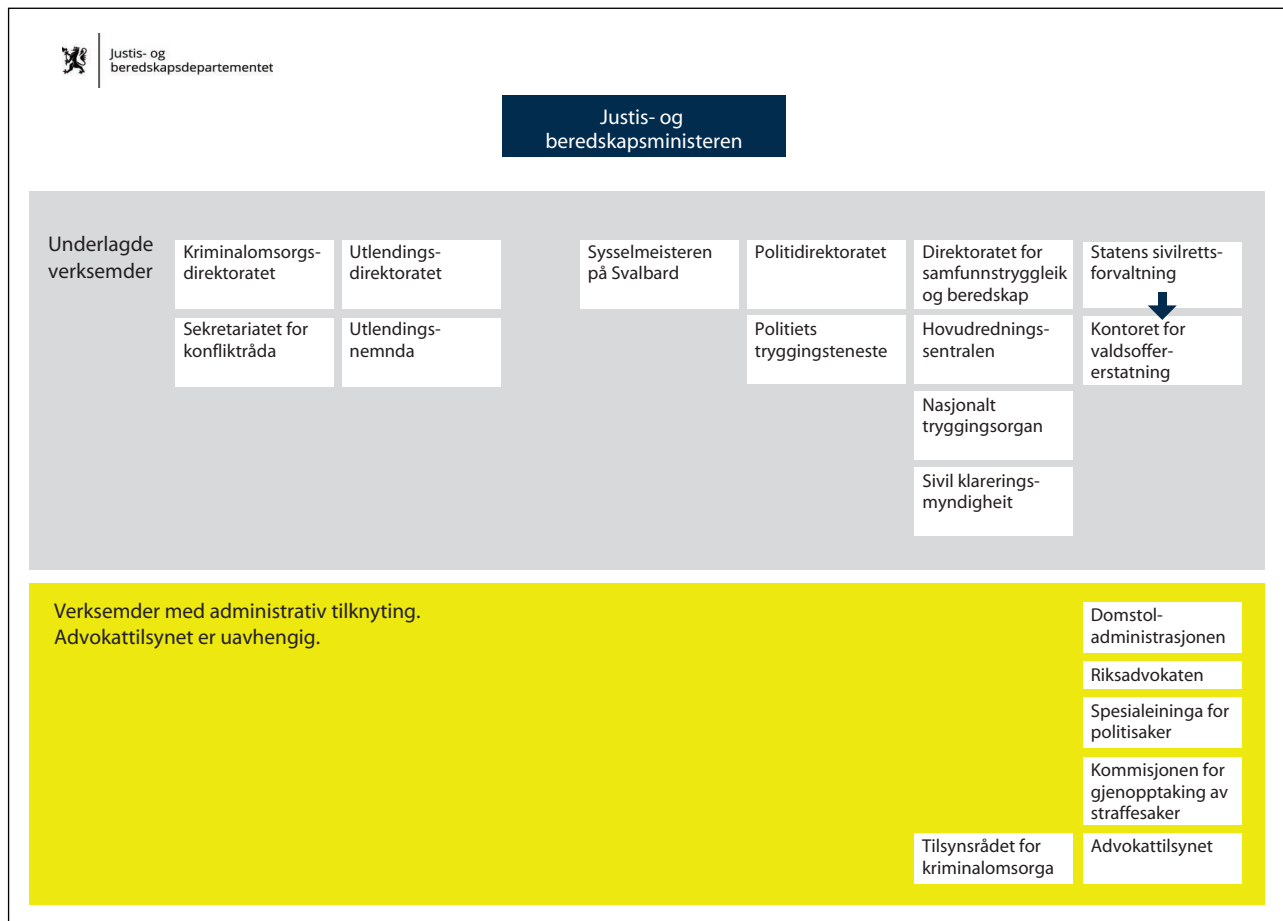 Justis- og
beredskapsdepartementet
Justis- og
beredskapsministeren
Underlagde
verksemder
Kriminalomsorgs-
direktoratet
Utlendings-
direktoratet
Sysselmeisteren
på Svalbard
Politidirektoratet
Direktoratet for
samfunnstryggleik
og beredskap
Statens sivilretts-
forvaltning
Sekretariatet for
konfliktråda
Utlendings-
nemnda
Politiets
tryggingsteneste
Hovudrednings-
sentralen
Kontoret for
valdsoffer-
erstatning
Nasjonalt
tryggingsorgan
Sivil klarerings-
myndigheit
Verksemder med administrativ tilknyting.
Advokattilsynet er uavhengig.
Domstol-
administrasjonen
Riksadvokaten
Spesialeininga for
politisaker
Kommisjonen for
gjenopptaking av
straffesaker
Tilsynsrådet for
kriminalomsorga
Advokattilsynet